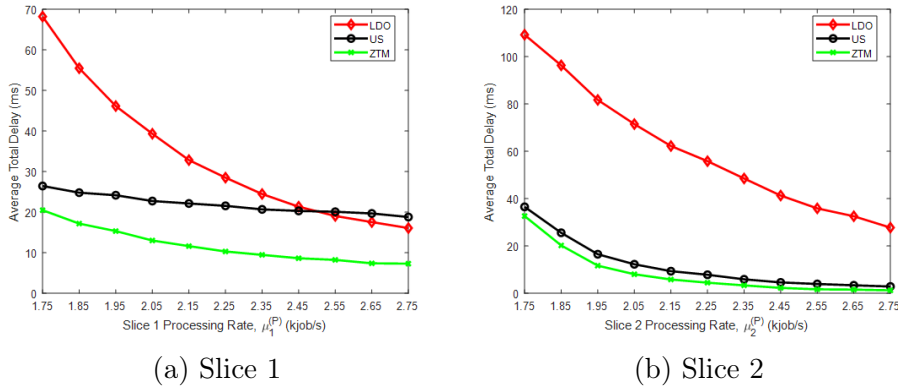 70
60
50
40
30
20
10
0
Average Total Delay (ms)
LDO
US
ZTM
1.75 1.85 1.95 2.05 2.15 2.25 2.35 2.45 2.55 2.65 2.75
Slice 1 Processing Rate, μ₁⁽ᴾ⁾ (kjob/s)
(a) Slice 1
120
100
80
60
40
20
0
Average Total Delay (ms)
LDO
US
ZTM
1.75 1.85 1.95 2.05 2.15 2.25 2.35 2.45 2.55 2.65 2.75
Slice 2 Processing Rate, μ₂⁽ᴾ⁾ (kjob/s)
(b) Slice 2